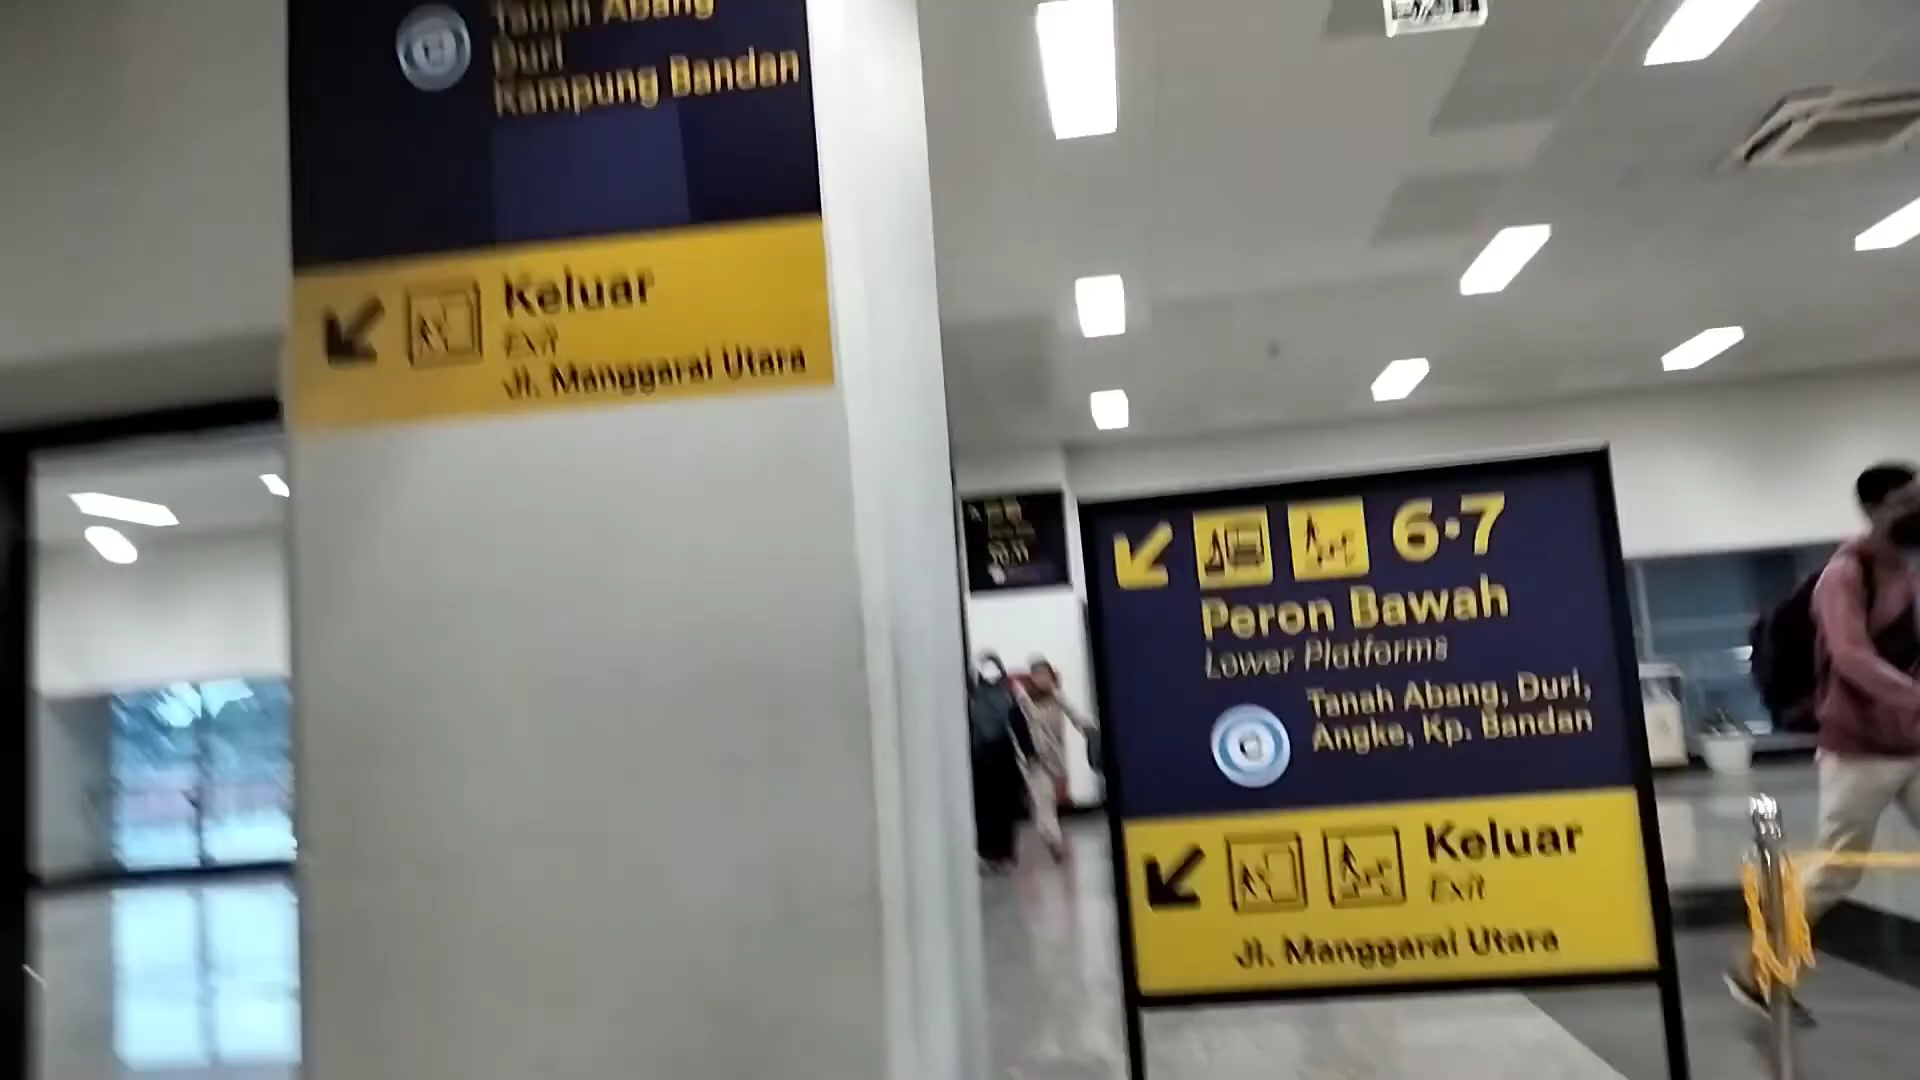 Tanah Abang
Duri
Kampung Bandan
Keluar
Exit
Jl. Manggarai Utara
6·7
Peron Bawah
Lower Platforms
Tanah Abang, Duri,
Angke, Kp. Bandan
Keluar
Exit
Jl. Manggarai Utara